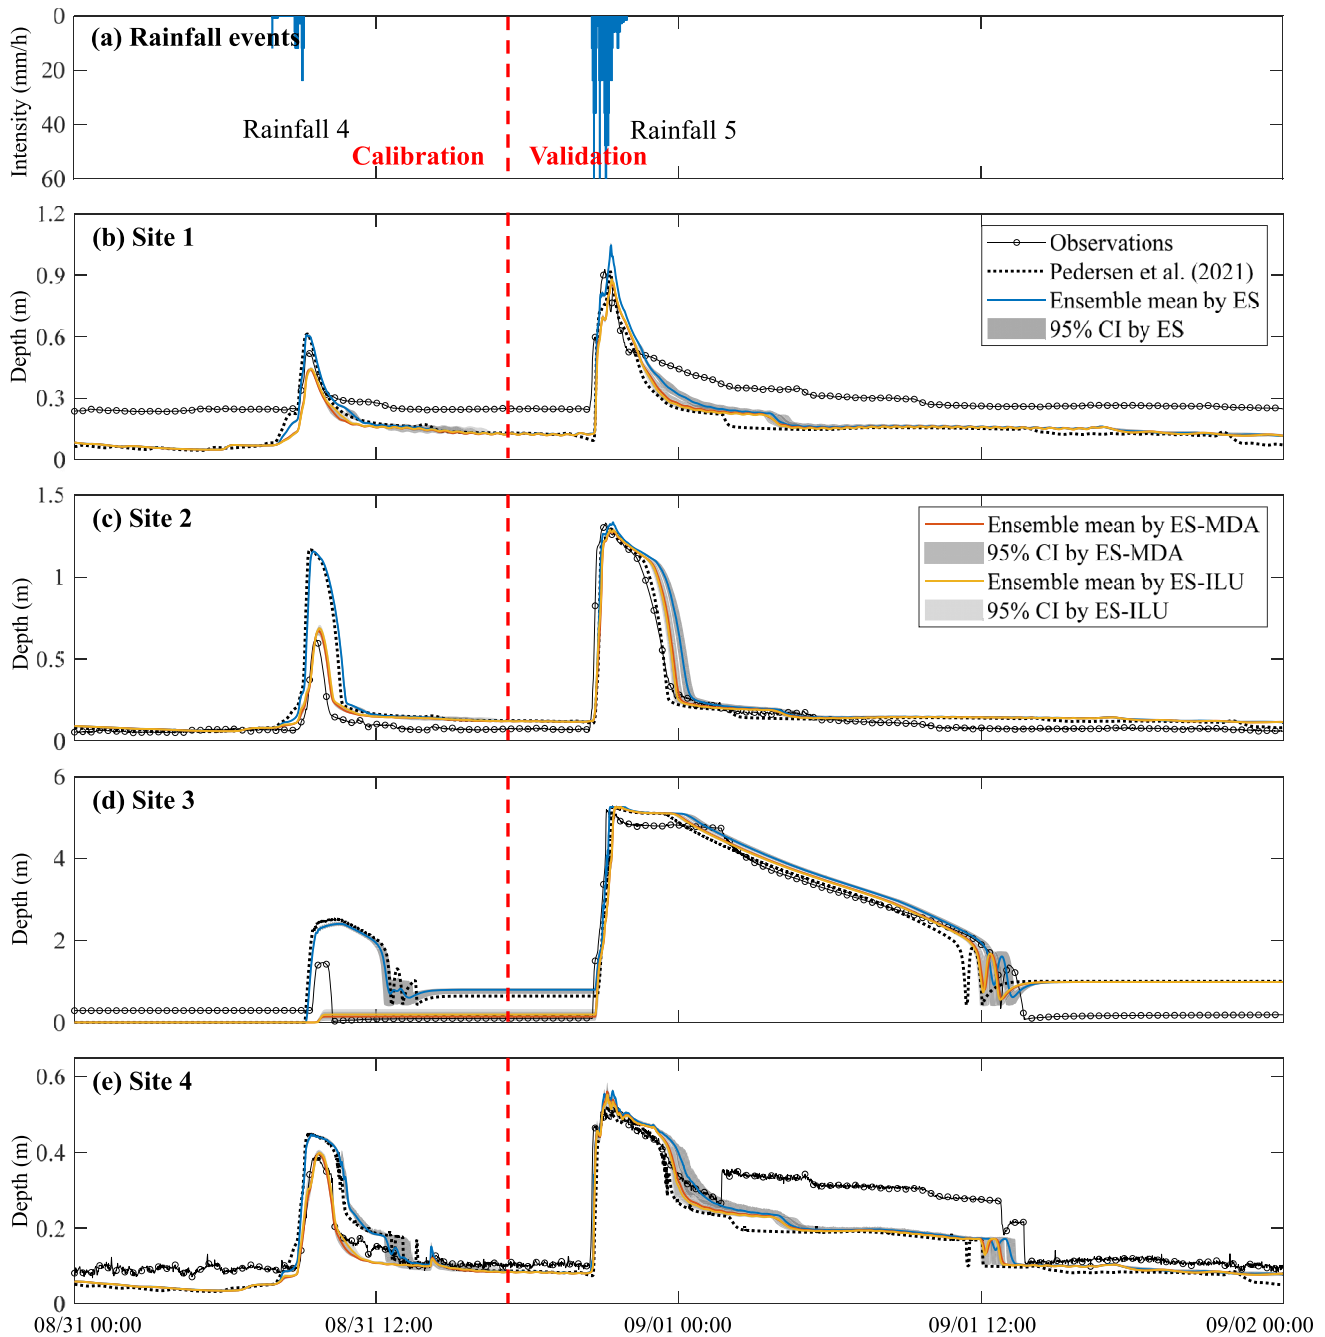 0
20
40
60
Intensity (mm/h)
(a) Rainfall events
Rainfall 4
Rainfall 5
Calibration
Validation
1.2
0.9
0.6
0.3
0
Depth (m)
(b) Site 1
Observations
Pedersen et al. (2021)
Ensemble mean by ES
95% CI by ES
1.5
1
0.5
0
Depth (m)
(c) Site 2
Ensemble mean by ES-MDA
95% CI by ES-MDA
Ensemble mean by ES-ILU
95% CI by ES-ILU
6
4
2
0
Depth (m)
(d) Site 3
0.6
0.4
0.2
0
Depth (m)
(e) Site 4
08/31 00:00
08/31 12:00
09/01 00:00
09/01 12:00
09/02 00:00